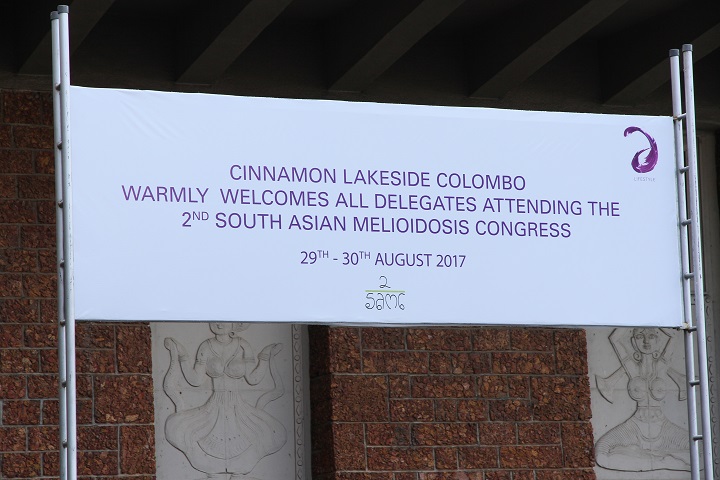 CINNAMON LAKESIDE COLOMBO
WARMLY WELCOMES ALL DELEGATES ATTENDING THE
2ND SOUTH ASIAN MELIOIDOSIS CONGRESS
29TH - 30TH AUGUST 2017
2